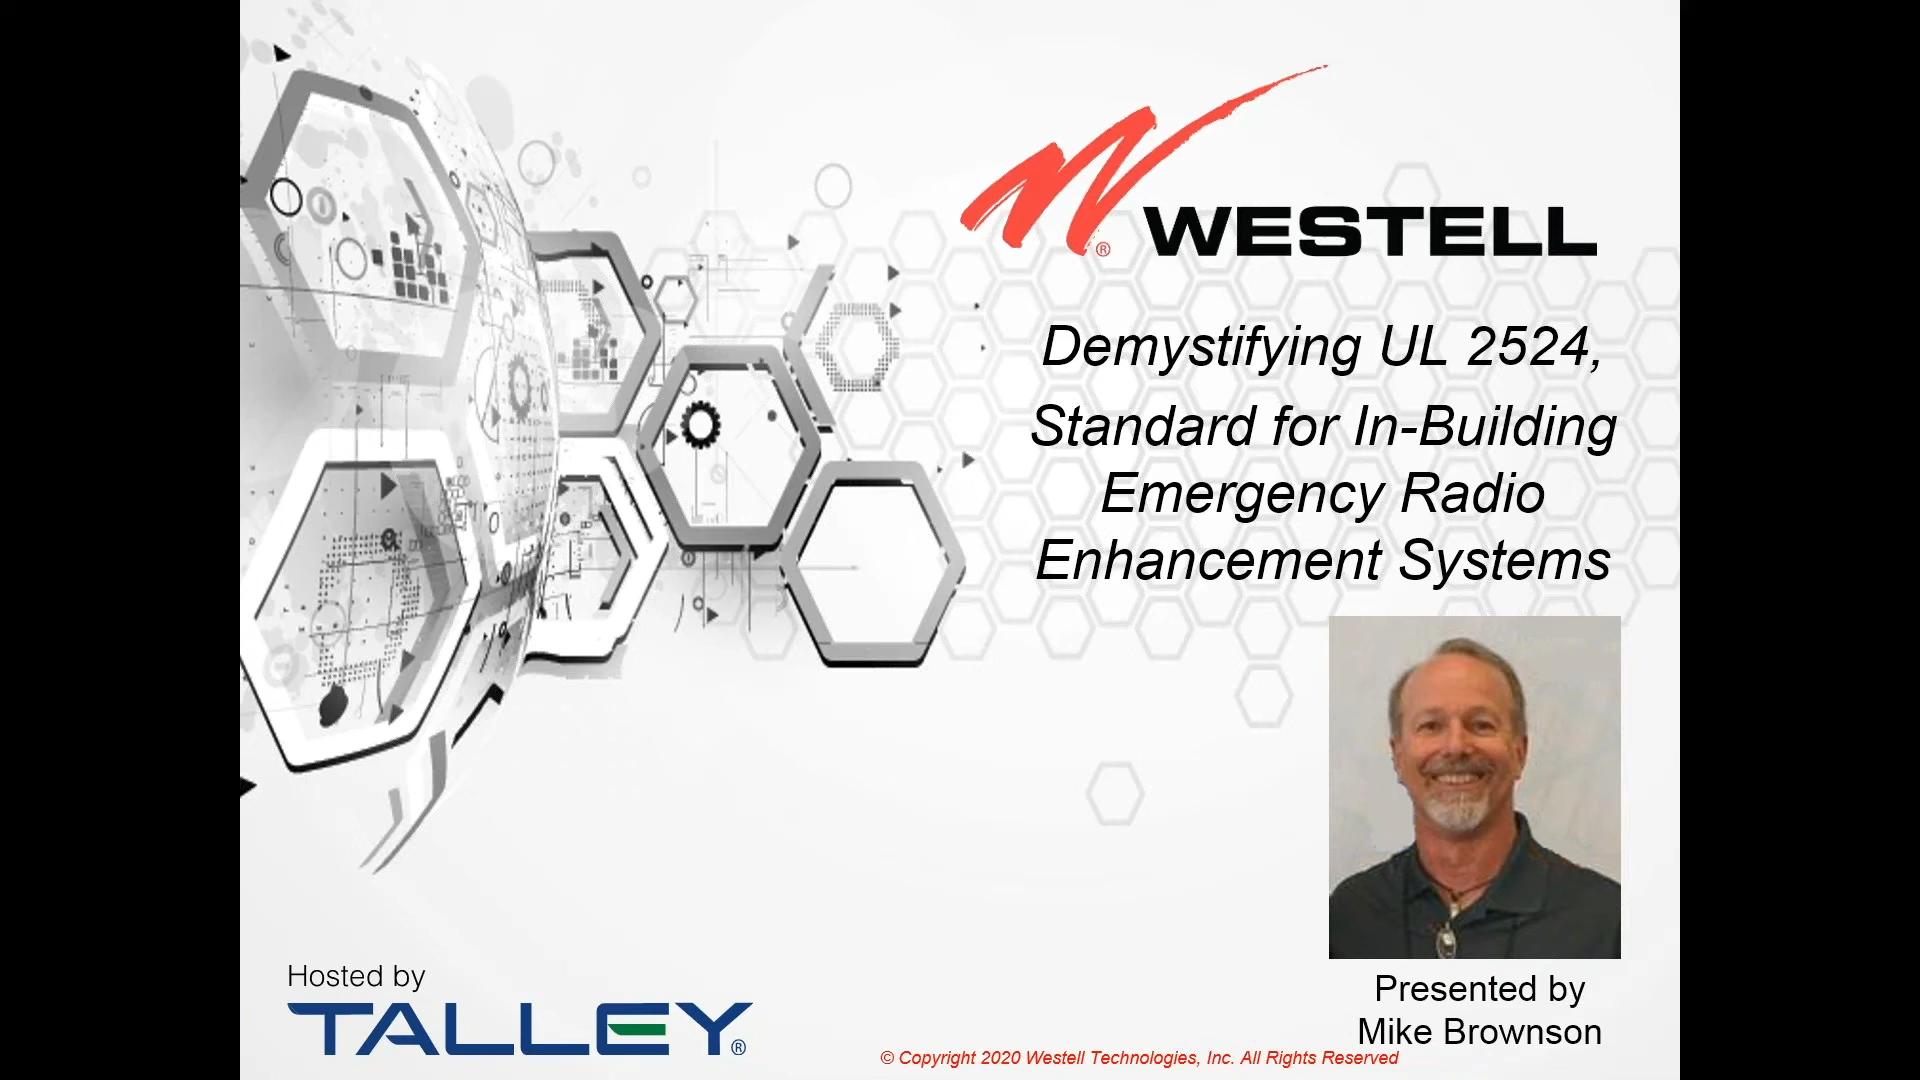 WESTELL
®
Demystifying UL 2524,
Standard for In-Building
Emergency Radio
Enhancement Systems
Presented by
Mike Brownson
Hosted by
TALLEY®
© Copyright 2020 Westell Technologies, Inc. All Rights Reserved